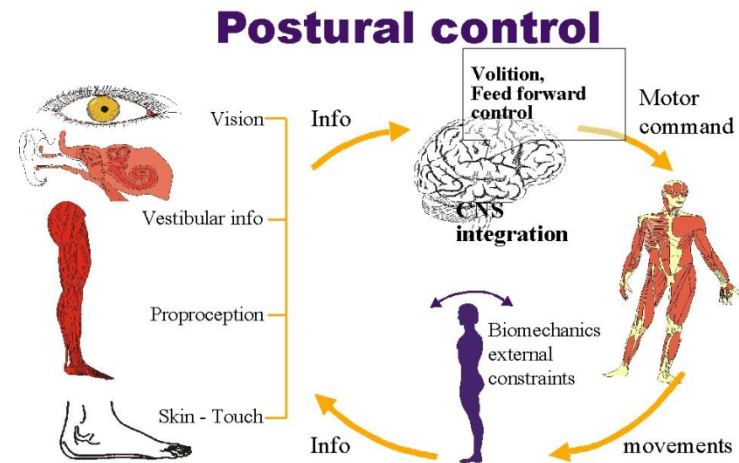 Postural control
Vision
Vestibular info
Proproception
Skin - Touch
Info
Volition,
Feed forward
control
CNS
integration
Motor
command
Biomechanics
external
constraints
movements
Info